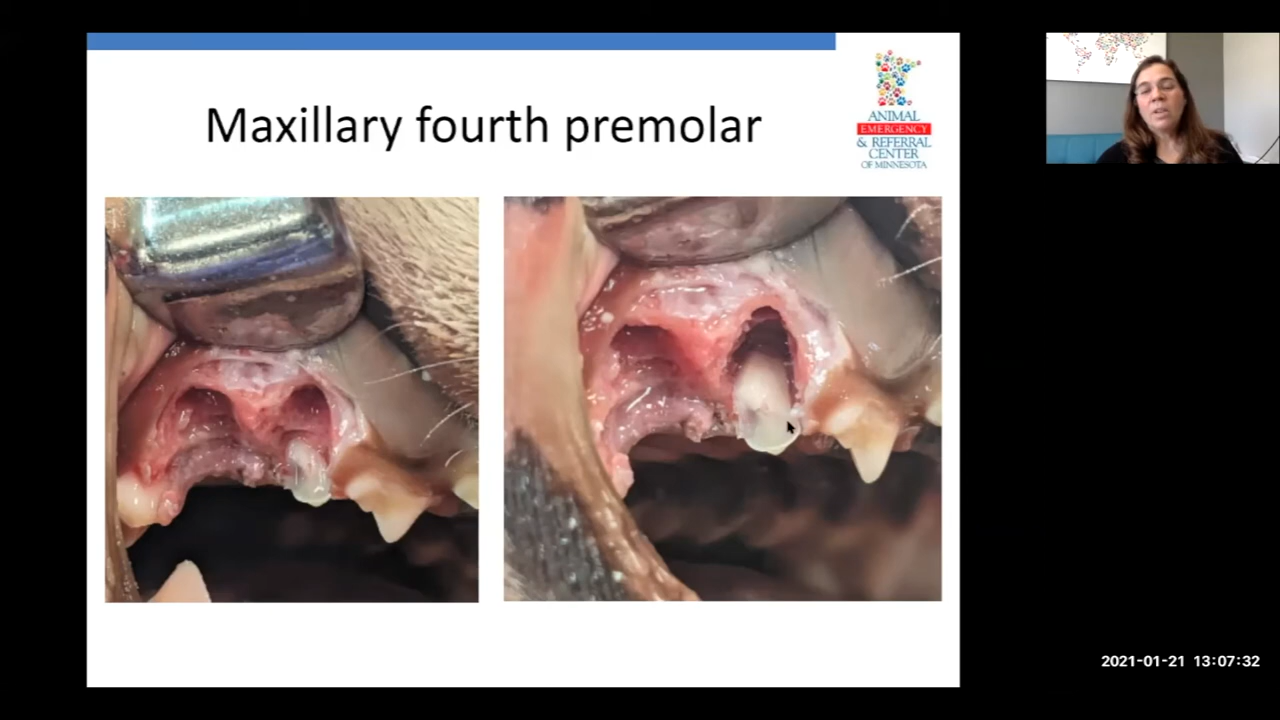 Maxillary fourth premolar
ANIMAL
EMERGENCY
& REFERRAL
CENTER
OF MINNESOTA
2021-01-21 13:07:32